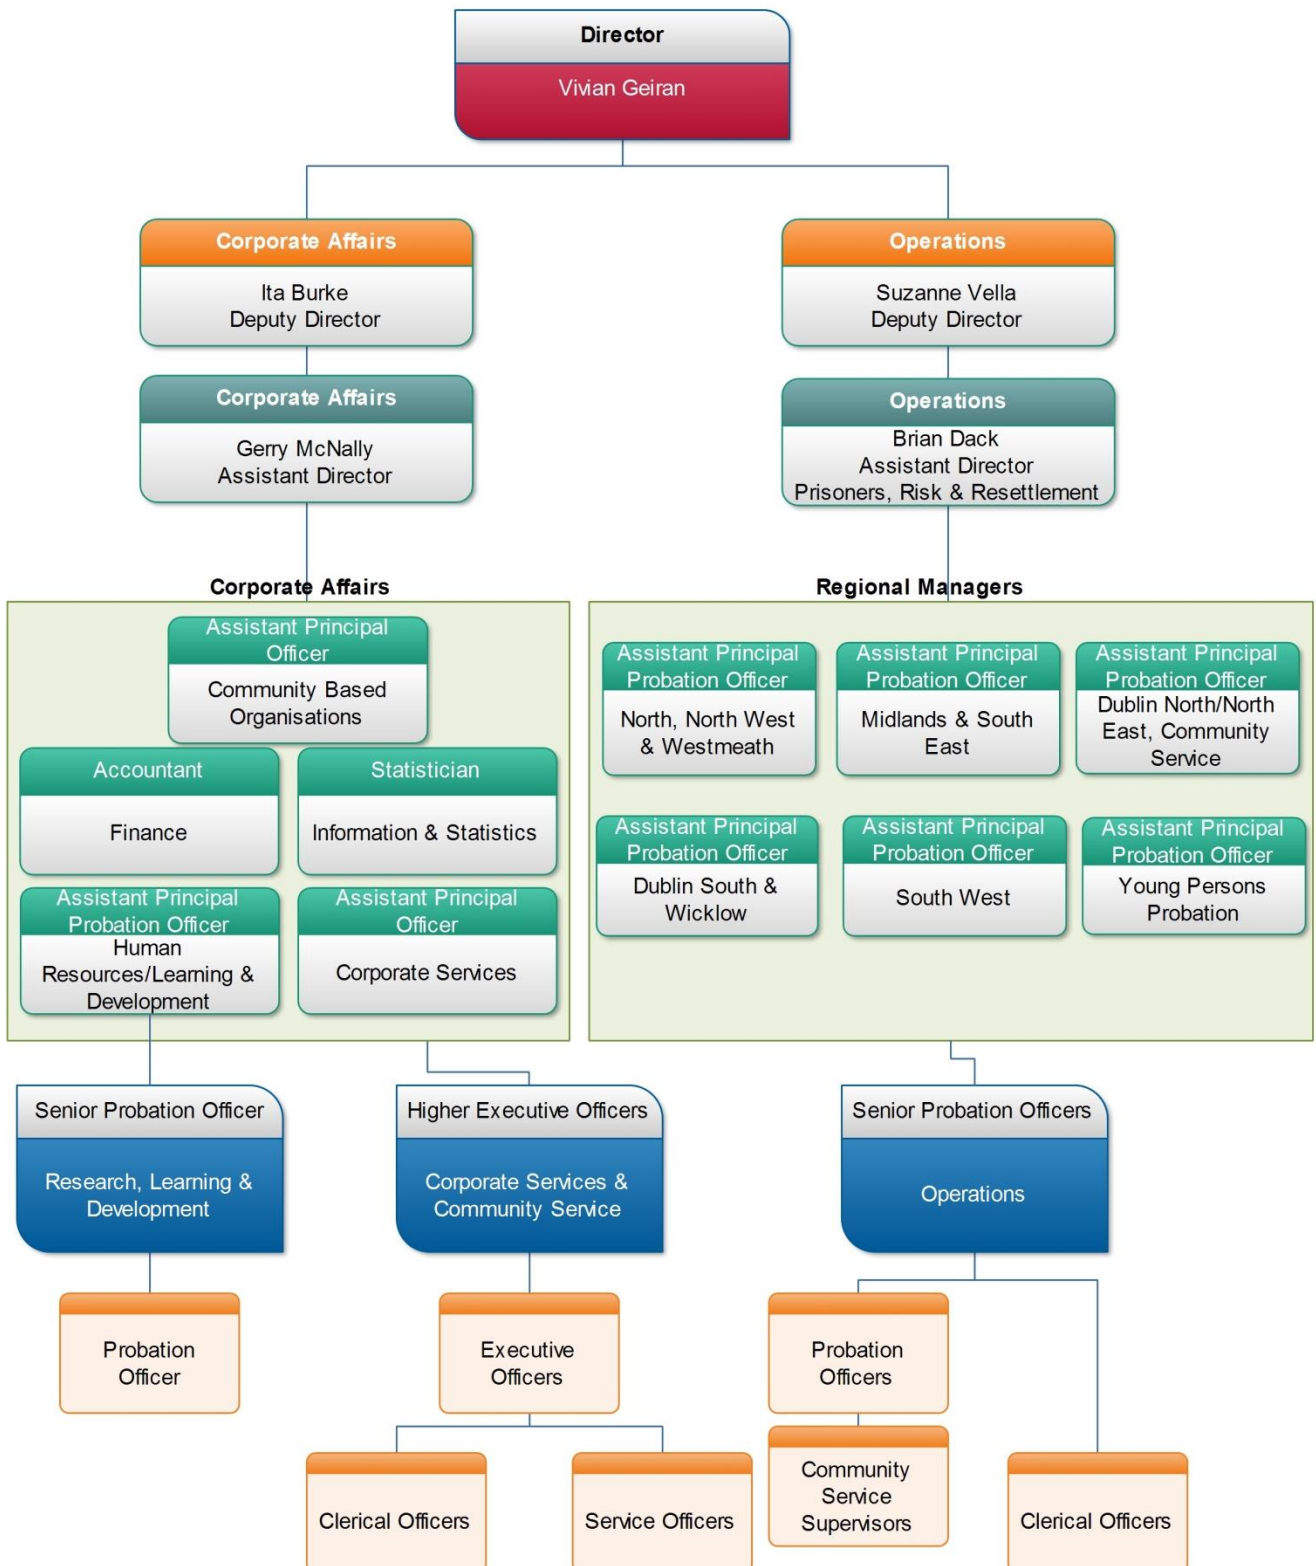 Director
Vivian Geiran
Corporate Affairs
Ita Burke
Deputy Director
Operations
Suzanne Vella
Deputy Director
Corporate Affairs
Gerry McNally
Assistant Director
Operations
Brian Dack
Assistant Director
Prisoners, Risk & Resettlement
Corporate Affairs
Assistant Principal
Officer
Community Based
Organisations
Accountant
Finance
Statistician
Information & Statistics
Assistant Principal
Probation Officer
Human
Resources/Learning &
Development
Assistant Principal
Officer
Corporate Services
Regional Managers
Assistant Principal
Probation Officer
North, North West
& Westmeath
Assistant Principal
Probation Officer
Midlands & South
East
Assistant Principal
Probation Officer
Dublin North/North
East, Community
Service
Assistant Principal
Probation Officer
Dublin South &
Wicklow
Assistant Principal
Probation Officer
South West
Assistant Principal
Probation Officer
Young Persons
Probation
Senior Probation Officer
Research, Learning &
Development
Higher Executive Officers
Corporate Services &
Community Service
Senior Probation Officers
Operations
Probation
Officer
Executive
Officers
Probation
Officers
Clerical Officers
Service Officers
Community
Service
Supervisors
Clerical Officers